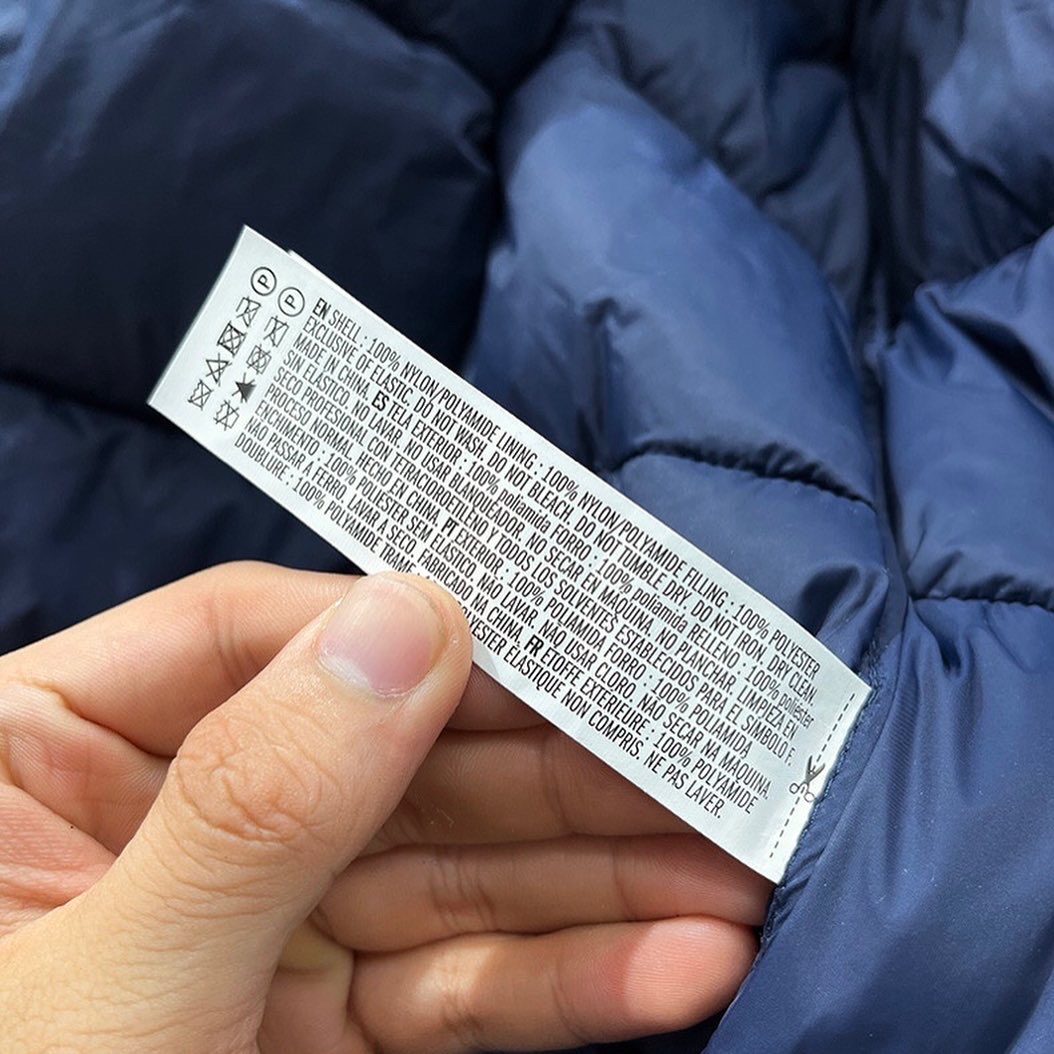 P
P
EN SHELL : 100% NYLON/POLYAMIDE LINING : 100% NYLON/POLYAMIDE FILLING : 100% POLYESTER
EXCLUSIVE OF ELASTIC. DO NOT WASH. DO NOT BLEACH. DO NOT TUMBLE DRY. DO NOT IRON. DRY CLEAN.
MADE IN CHINA. ES TELA EXTERIOR: 100% poliamida FORRO : 100% poliamida RELLENO : 100% poliéster
SIN ELASTICO. NO LAVAR. NO USAR BLANQUEADOR. NO SECAR EN MAQUINA. NO PLANCHAR. LIMPIEZA EN
SECO PROFESIONAL CON TETRACLOROETILENO Y TODOS LOS SOLVENTES ESTABLECIDOS PARA EL SIMBOLO F.
PROCESO NORMAL. HECHO EN CHINA. PT EXTERIOR : 100% POLIAMIDA FORRO : 100% POLIAMIDA
ENCHIMENTO : 100% POLIESTER SEM ELASTICO. NÃO LAVAR. NÃO USAR CLORO. NÃO SECAR NA MAQUINA.
NÃO PASSAR A FERRO. LAVAR A SECO. FABRICADO NA CHINA. FR ETOFFE EXTERIEURE : 100% POLYAMIDE
DOUBLURE : 100% POLYAMIDE ELASTIQUE NON COMPRIS. NE PAS LAVER.